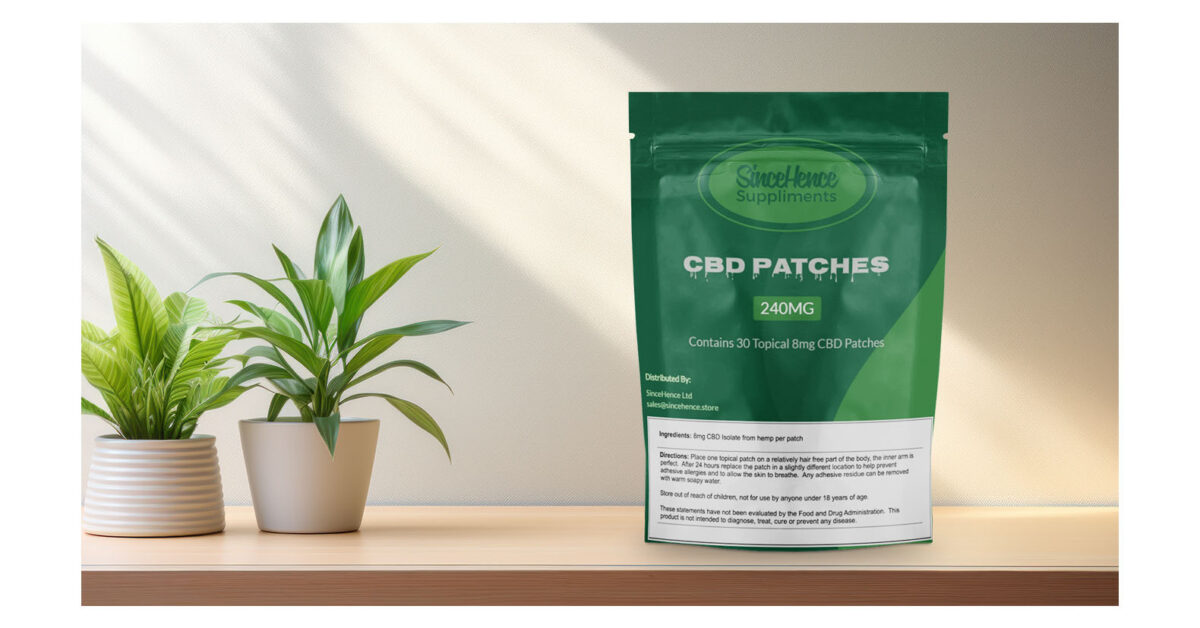 SinceHence
Suppliments
CBD PATCHES
240MG
Contains 30 Topical 8mg CBD Patches
Distributed By:
SinceHence Ltd
sales@sincehence.store
Ingredients: 8mg CBD Isolate from hemp per patch
Directions: Place one topical patch on a relatively hair free part of the body, the inner arm is
perfect. After 24 hours replace the patch in a slightly different location to help prevent
adhesive allergies and to allow the skin to breathe. Any adhesive residue can be removed
with warm soapy water.
Store out of reach of children, not for use by anyone under 18 years of age.
These statements have not been evaluated by the Food and Drug Administration. This
product is not intended to diagnose, treat, cure or prevent any disease.